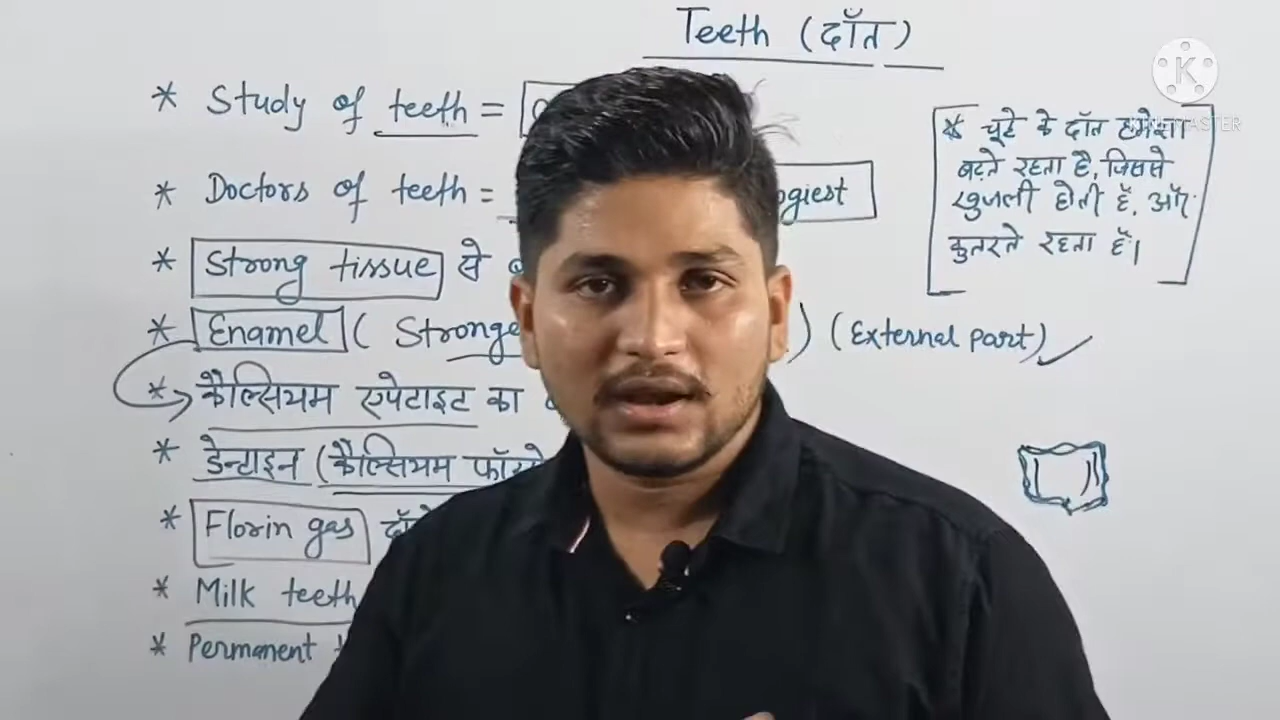 Teeth (दाँत)
* Study of teeth =
* Doctors of teeth = ogiest
* Strong tissue से
* Enamel ( Stronge ) (External part)
* कैल्सियम एपेटाइट का
* डेन्टाइन (कैल्सियम फॉस्फे
* Florin gas दाँतो
* Milk teeth
* Permanent
* चूहे के दाँत हमेशा
बढ़ते रहता है, जिससे
खुजली होती है, और
कुतरते रहता है।
K
KINEMASTER